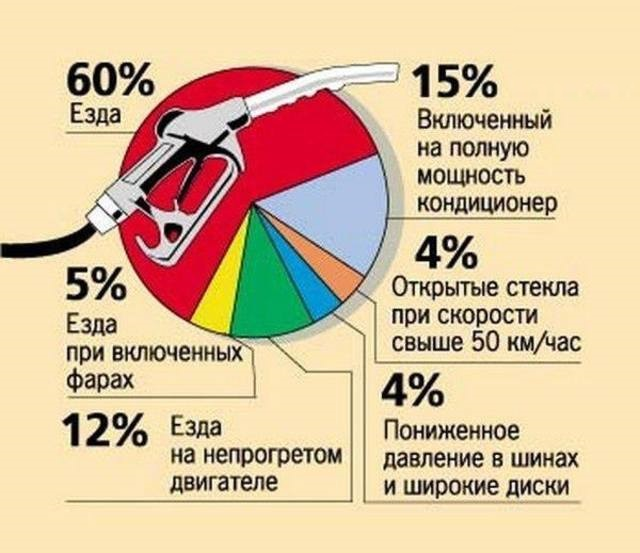 60%
Езда
15%
Включенный
на полную
мощность
кондиционер
4%
Открытые стекла
при скорости
свыше 50 км/час
5%
Езда
при включенных
фарах
4%
Пониженное
давление в шинах
и широкие диски
12%
Езда
на непрогретом
двигателе